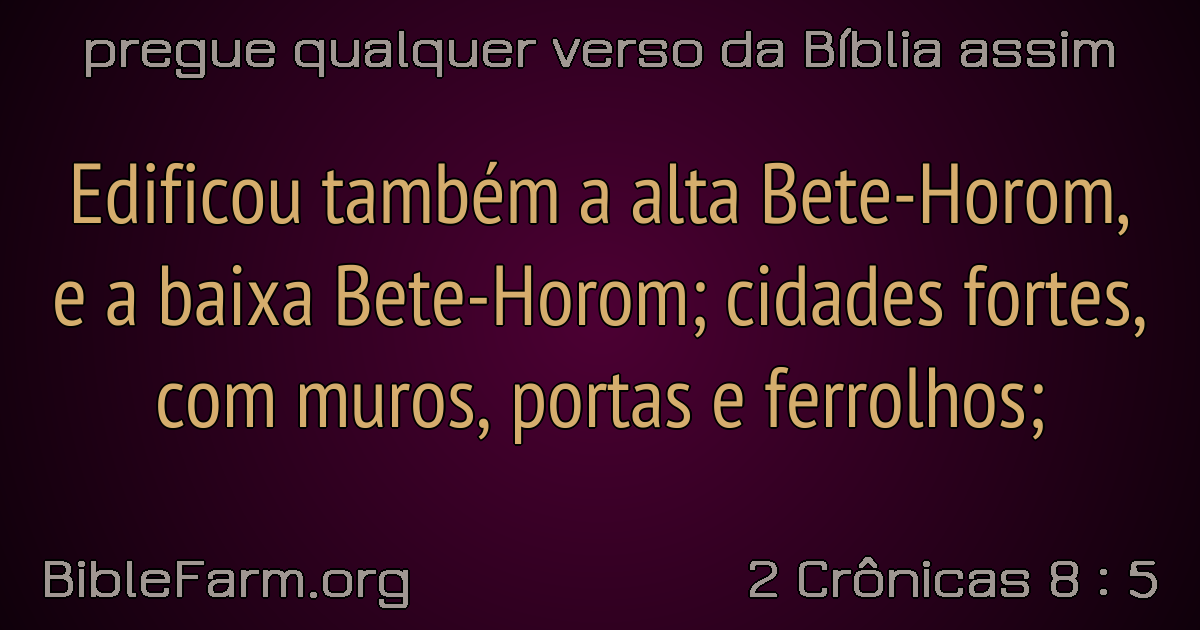 pregue qualquer verso da Bíblia assim
Edificou também a alta Bete-Horom,
e a baixa Bete-Horom; cidades fortes,
com muros, portas e ferrolhos;
BibleFarm.org
2 Crônicas 8 : 5